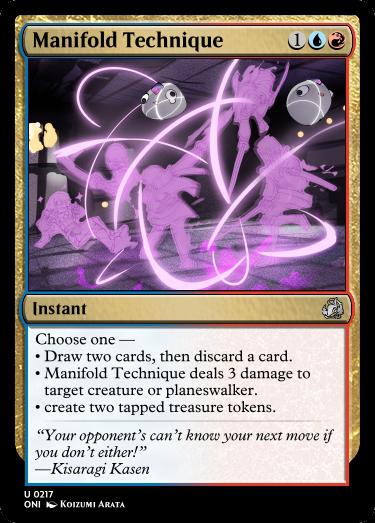 Manifold Technique 1
Instant
Choose one —
• Draw two cards, then discard a card.
• Manifold Technique deals 3 damage to
target creature or planeswalker.
• create two tapped treasure tokens.
“Your opponent’s can’t know your next move if
you don’t either!”
—Kisaragi Kasen
U 0217
ONI Koizumi Arata